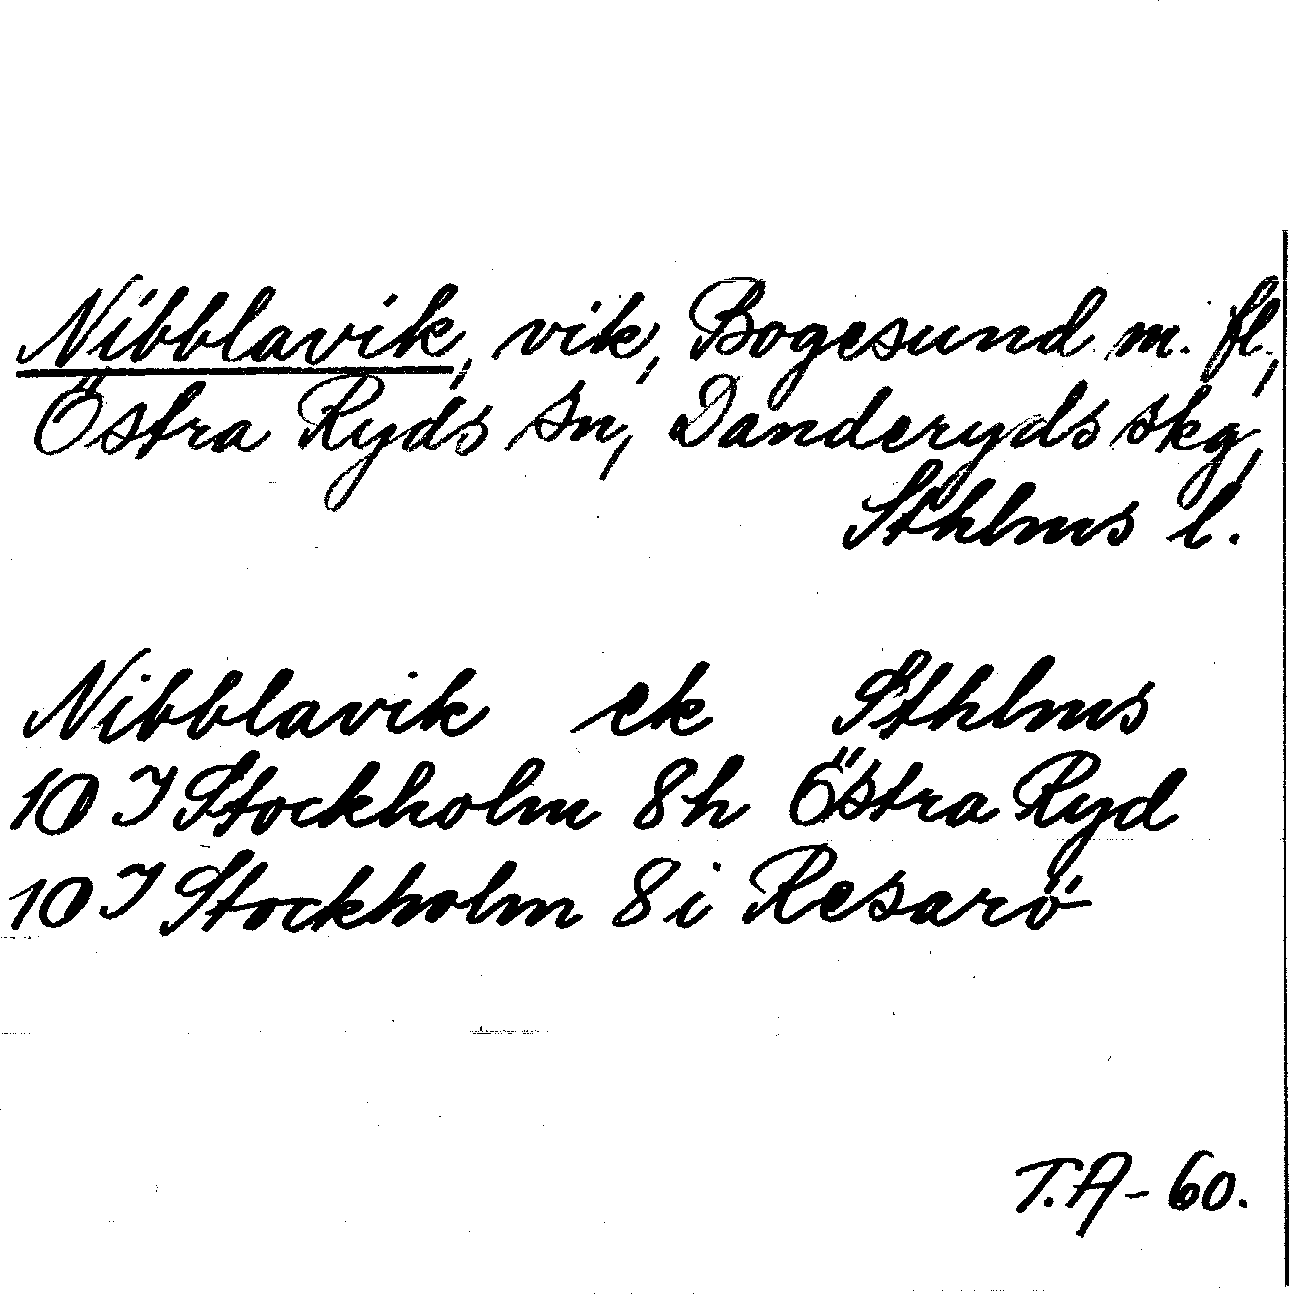 Nibblavik, vik, Bogesund m. fl.,
Östra Ryds sn, Danderyds skg,
Sthlms l.
Nibblavik ek Sthlms
10 I Stockholm 8h Östra Ryd
10 I Stockholm 8i Resarö
T.A-60.